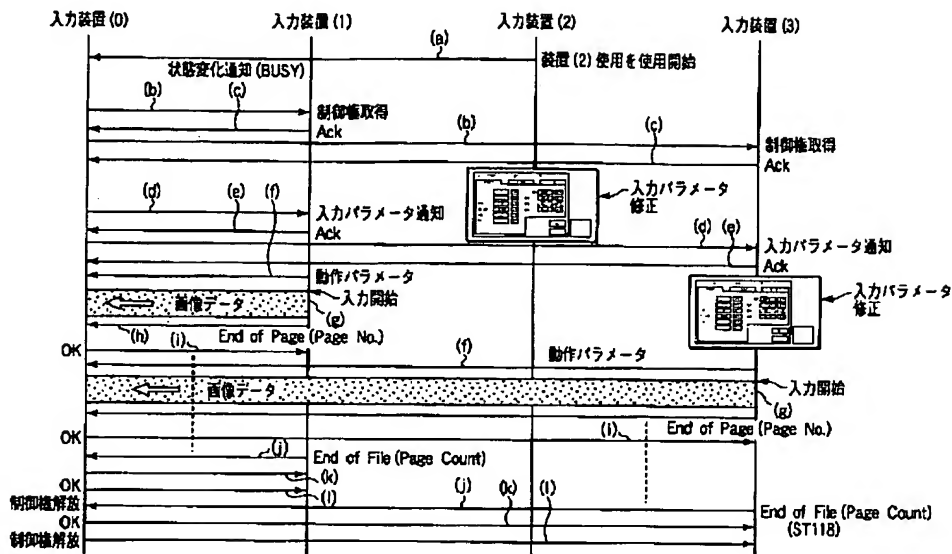 入力装置(0)
入力装置(1)
入力装置(2)
入力装置(3)
(a)
装置(2)使用を使用開始
状態変化通知(BUSY)
(b)
(c)
制御権取得
Ack
(b)
(c)
制御権取得
Ack
入力パラメータ
修正
(d)
(e)
(f)
入力パラメータ通知
Ack
(d)
(e)
入力パラメータ通知
Ack
動作パラメータ
入力開始
画像データ
(g)
入力パラメータ
修正
(h)
(i)
End of Page (Page No.)
OK
(f)
動作パラメータ
入力開始
画像データ
(g)
End of Page (Page No.)
OK
(i)
(j)
End of File (Page Count)
(k)
OK
(l)
制御権解放
(j)
(k)
(l)
End of File (Page Count)
(ST118)
OK
制御権解放